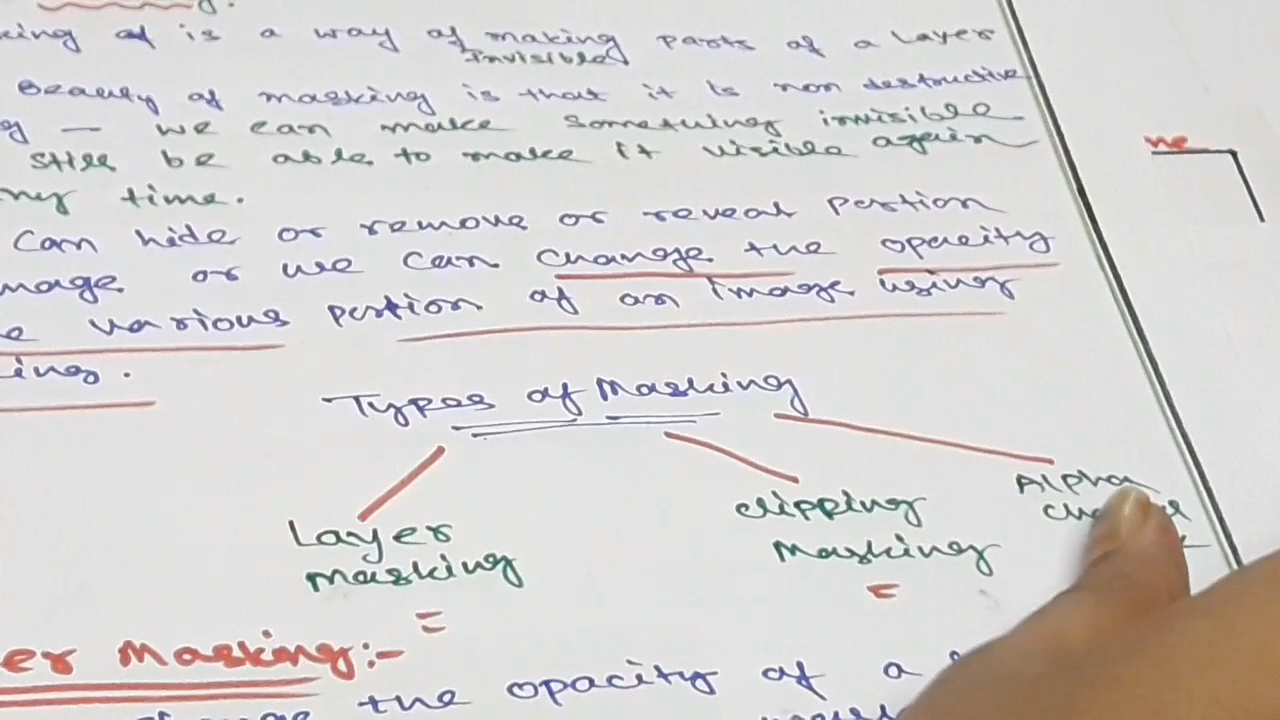 is a way of making parts of a Layer
Invisible
Beauty of masking is that it is non destructive
— we can make something invisible
still be able to make it visible again
time.
Can hide or remove or reveal portion
or we can change the opacity
various portion of an image using
Types of Masking
Layer
Masking
clipping
Masking
Alpha
Masking:-
the opacity of a